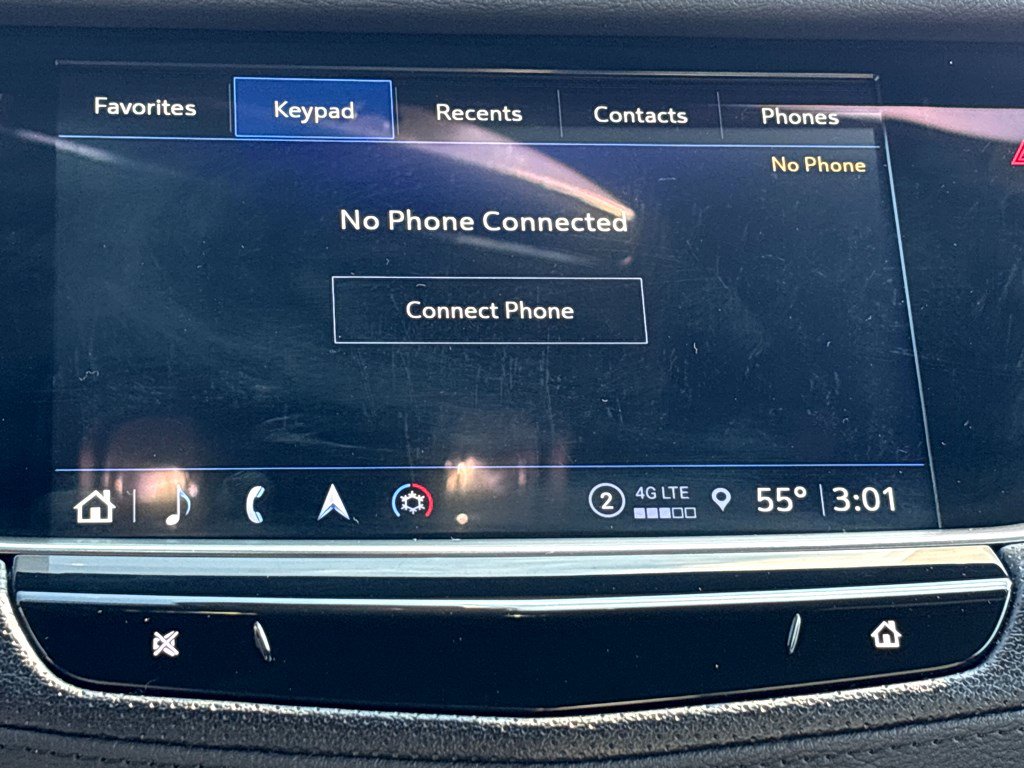 Favorites Keypad Recents Contacts Phones
No Phone
No Phone Connected
Connect Phone
2 4G LTE 55° 3:01